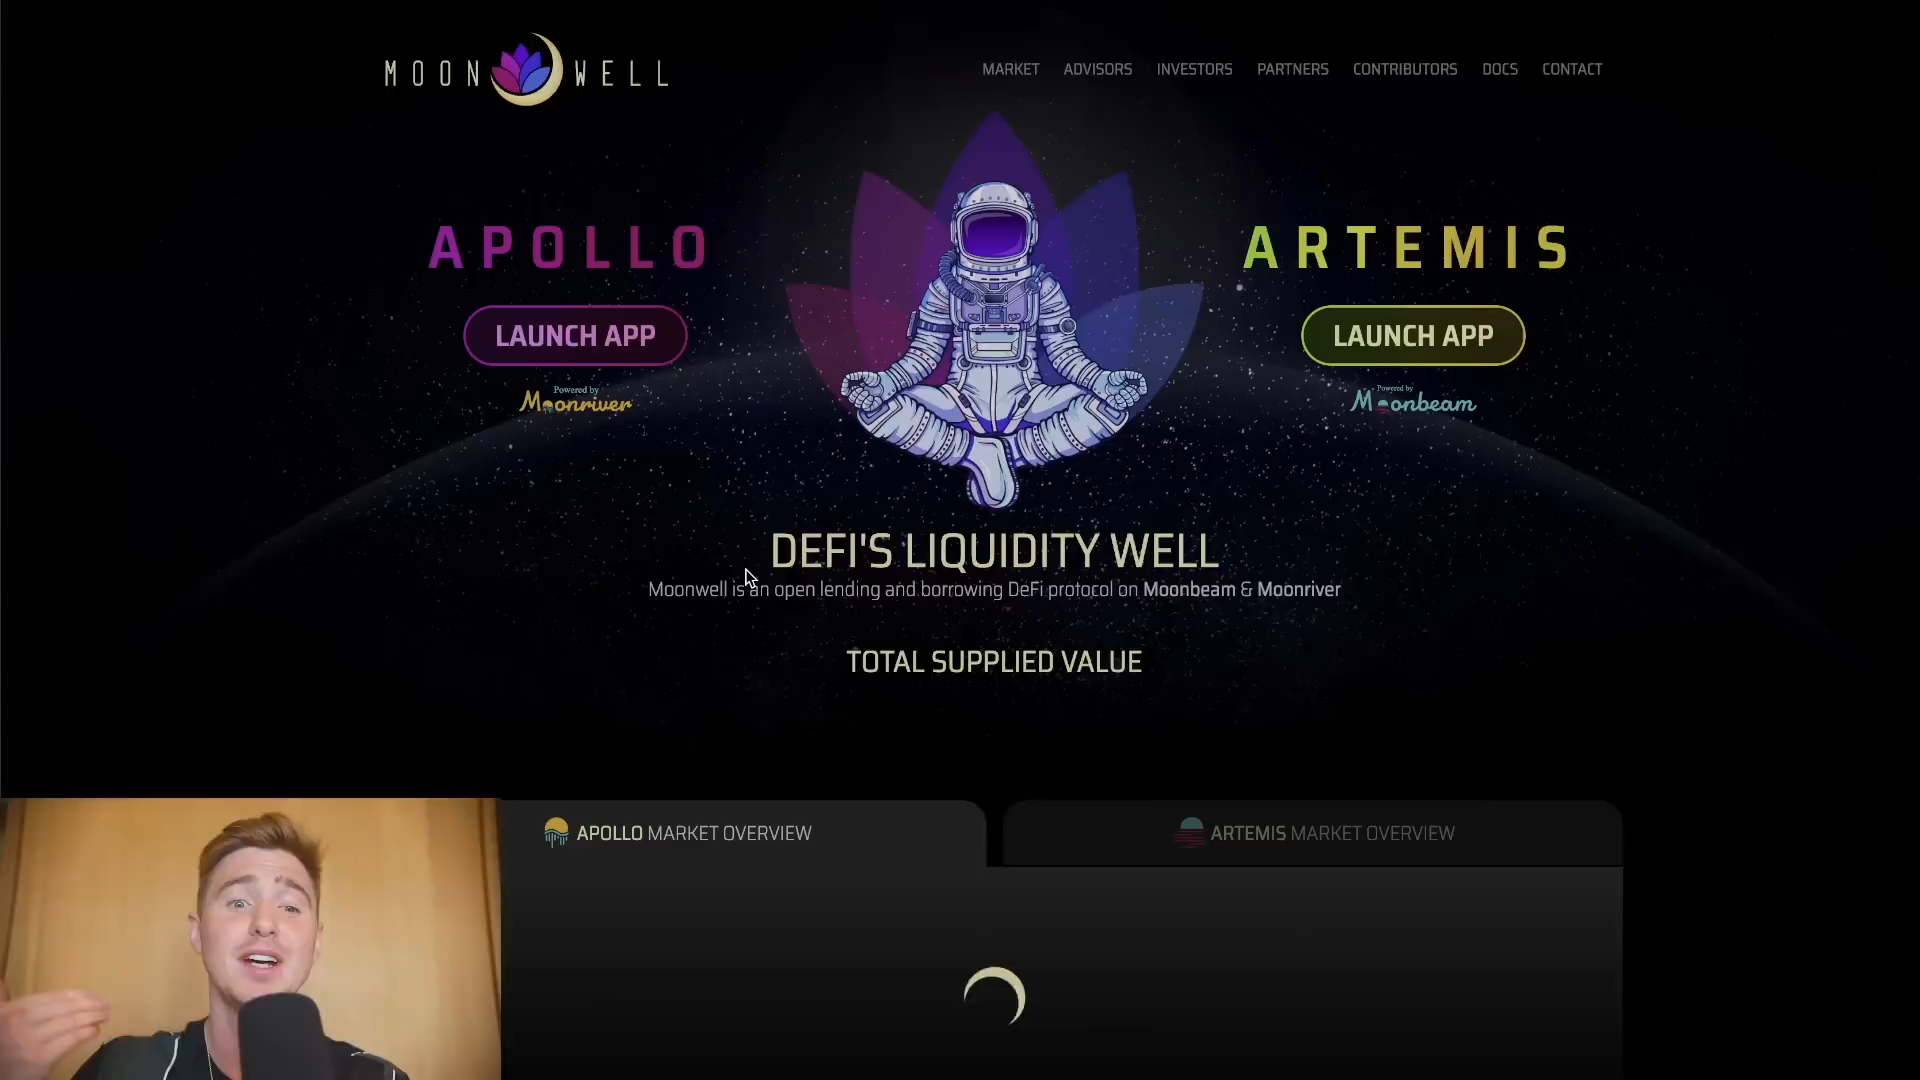 MOONWELL
MARKET ADVISORS INVESTORS PARTNERS CONTRIBUTORS DOCS CONTACT
APOLLO
LAUNCH APP
Powered by
Moonriver
ARTEMIS
LAUNCH APP
Powered by
Moonbeam
DEFI'S LIQUIDITY WELL
Moonwell is an open lending and borrowing DeFi protocol on Moonbeam & Moonriver
TOTAL SUPPLIED VALUE
APOLLO MARKET OVERVIEW
ARTEMIS MARKET OVERVIEW